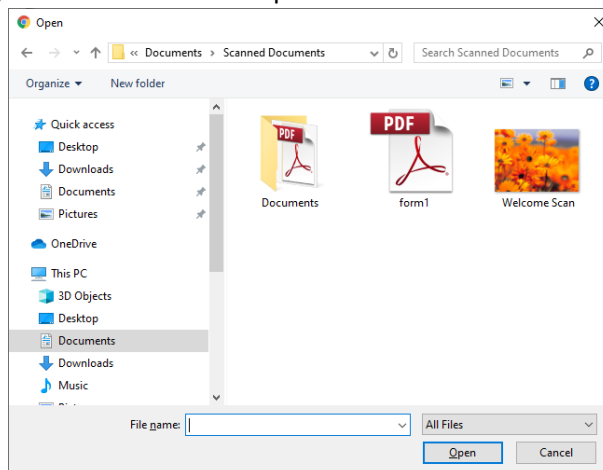 Open
« Documents › Scanned Documents
Search Scanned Documents
Organize
New folder
Quick access
Desktop
Downloads
Documents
Pictures
OneDrive
This PC
3D Objects
Desktop
Documents
Downloads
Music
PDF
Documents
PDF
form1
Welcome Scan
File name:
All Files
Open
Cancel